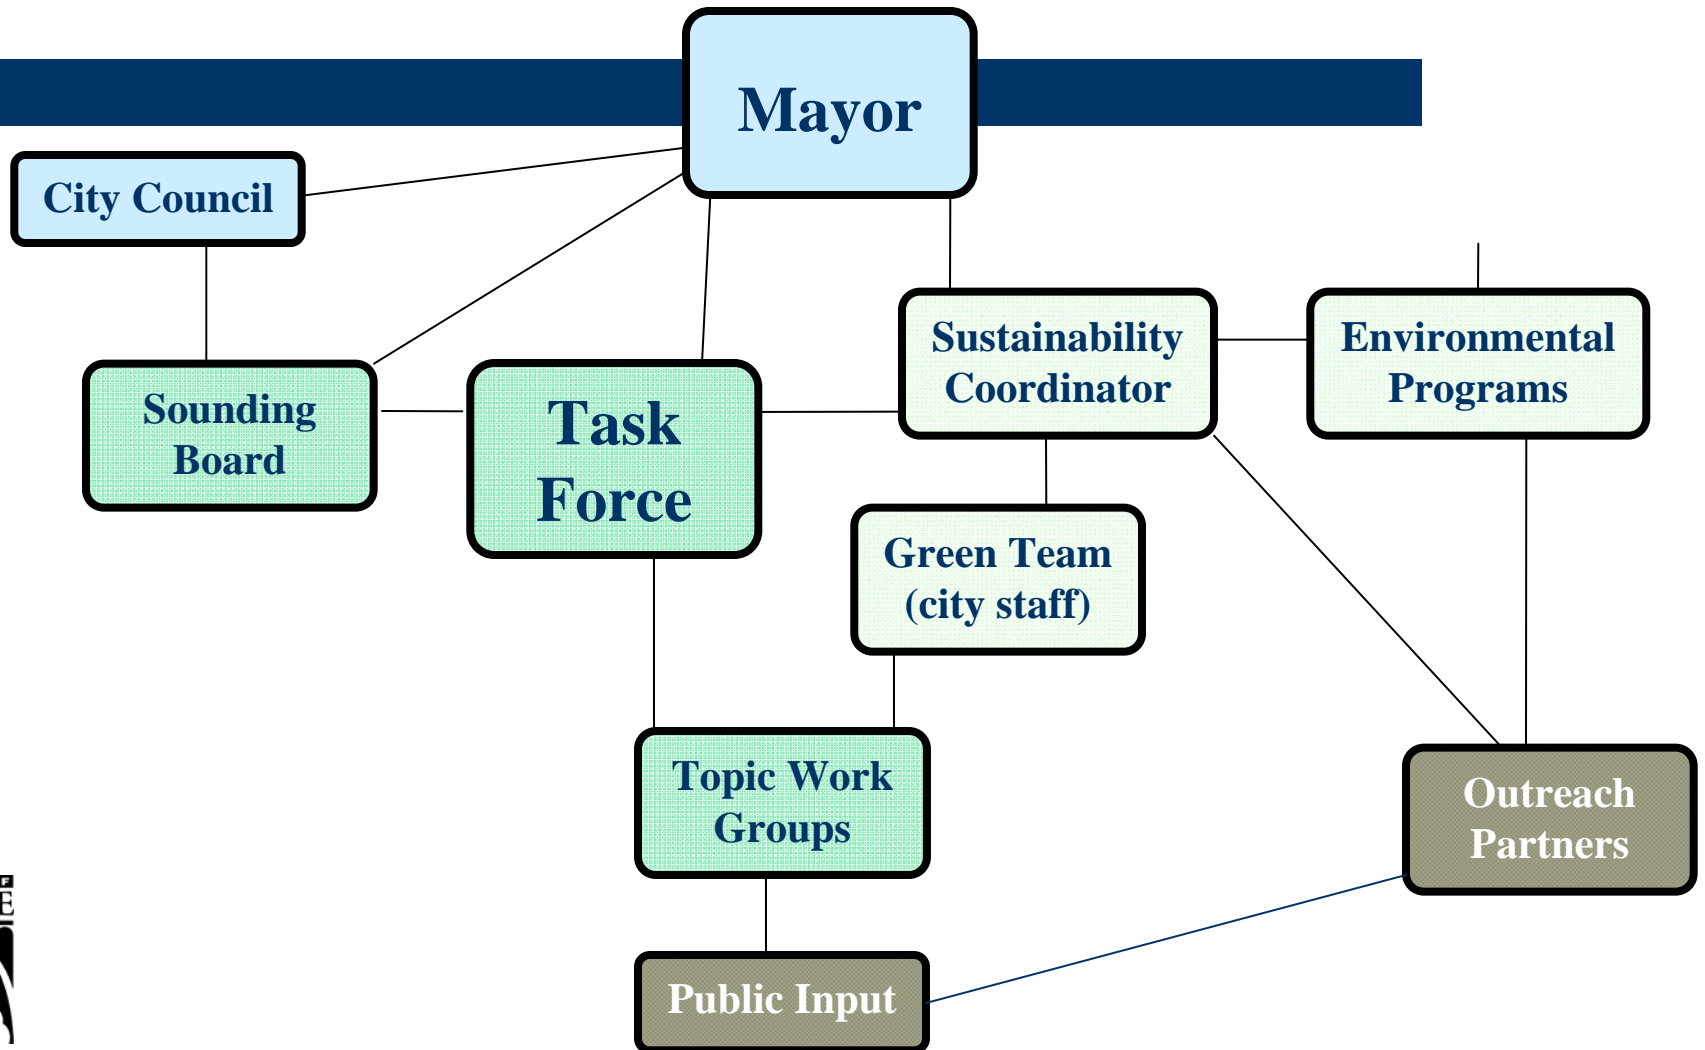 Mayor
City Council
Sustainability
Coordinator
Environmental
Programs
Sounding
Board
Task
Force
Green Team
(city staff)
Topic Work
Groups
Outreach
Partners
Public Input